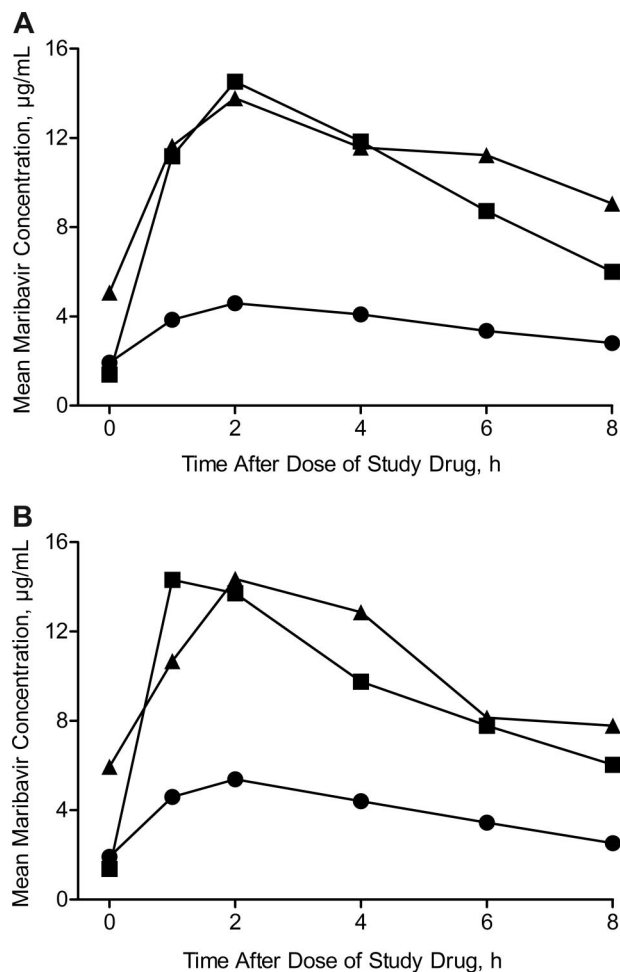 A
Mean Maribavir Concentration, µg/mL
16
12
8
4
0
0 2 4 6 8
Time After Dose of Study Drug, h
B
Mean Maribavir Concentration, µg/mL
16
12
8
4
0
0 2 4 6 8
Time After Dose of Study Drug, h